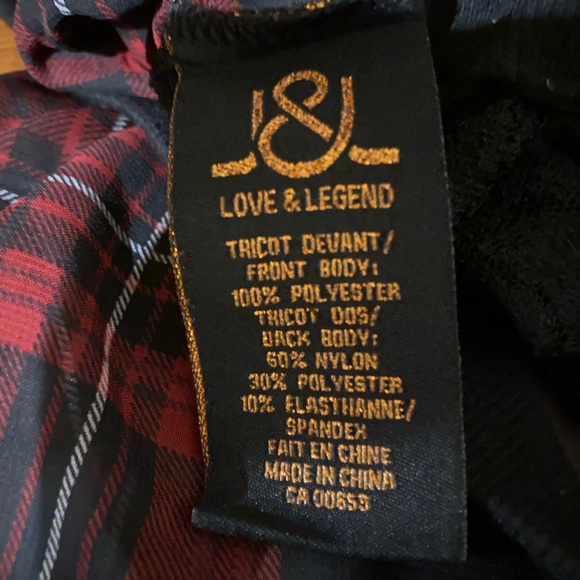 LOVE & LEGEND
TRICOT DEVANT/
FRONT BODY:
100% POLYESTER
TRICOT DOS/
BACK BODY:
60% NYLON
30% POLYESTER
10% ELASTHANNE/
SPANDEX
FAIT EN CHINE
MADE IN CHINA
CA 00653